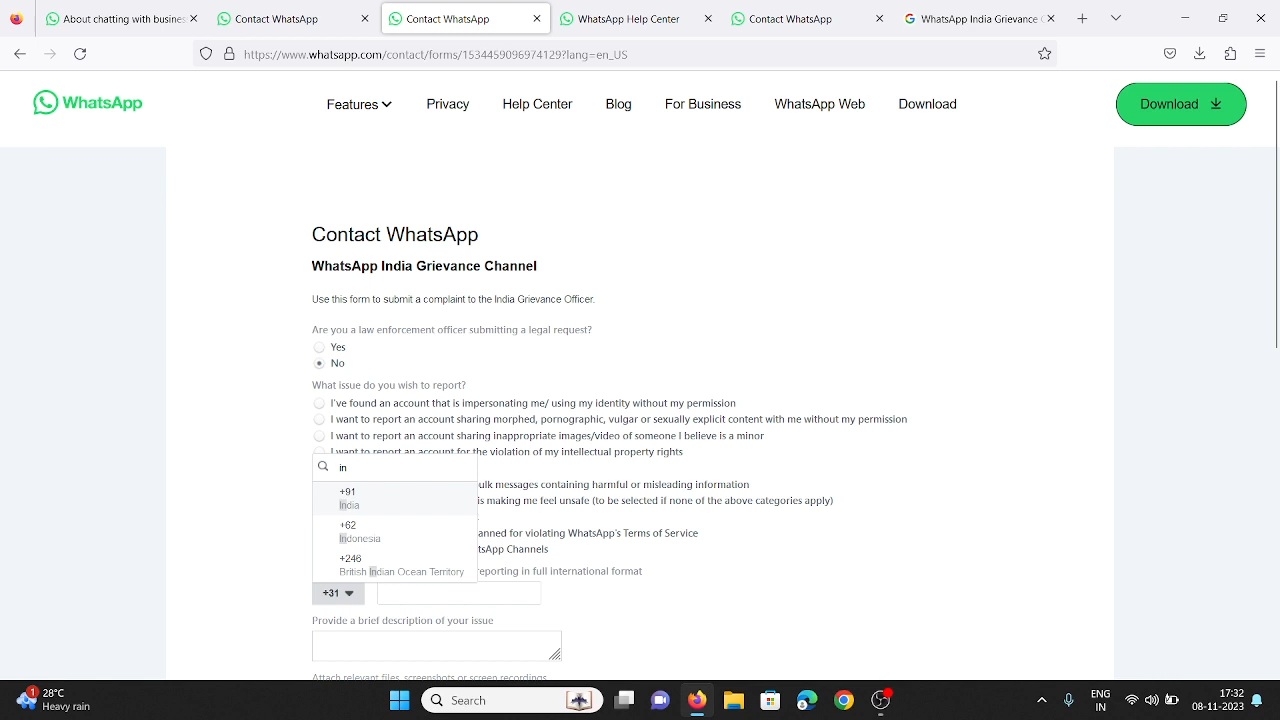 About chatting with busines
Contact WhatsApp
Contact WhatsApp
WhatsApp Help Center
Contact WhatsApp
WhatsApp India Grievance C
https://www.whatsapp.com/contact/forms/1534459096974129?lang=en_US
WhatsApp
Features
Privacy
Help Center
Blog
For Business
WhatsApp Web
Download
Download
Contact WhatsApp
WhatsApp India Grievance Channel
Use this form to submit a complaint to the India Grievance Officer.
Are you a law enforcement officer submitting a legal request?
Yes
No
What issue do you wish to report?
I've found an account that is impersonating me/ using my identity without my permission
I want to report an account sharing morphed, pornographic, vulgar or sexually explicit content with me without my permission
I want to report an account sharing inappropriate images/video of someone I believe is a minor
I want to report an account for the violation of my intellectual property rights
in
ulk messages containing harmful or misleading information
+91
is making me feel unsafe (to be selected if none of the above categories apply)
India
+62
anned for violating WhatsApp's Terms of Service
Indonesia
tsApp Channels
+246
British Indian Ocean Territory
reporting in full international format
+31
Provide a brief description of your issue
Attach relevant files, screenshots or screen recordings
1
28°C
Heavy rain
Search
ENG
IN
17:32
08-11-2023